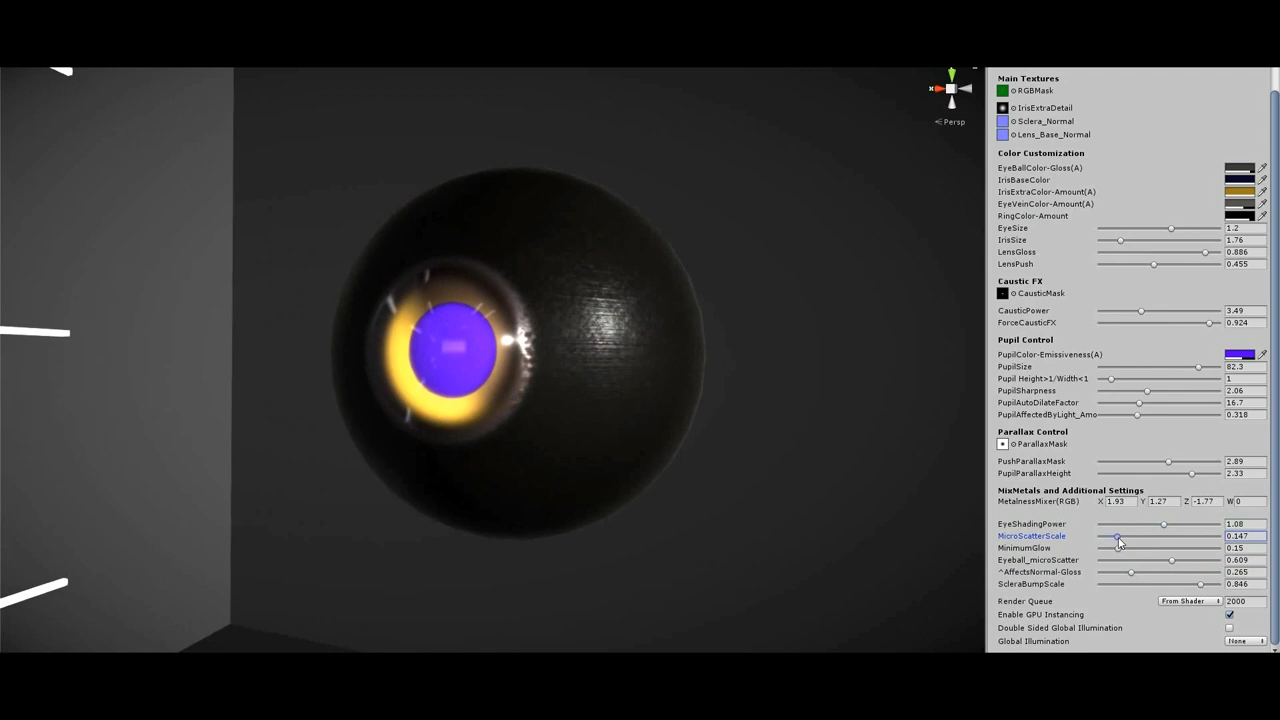 x
Persp
Main Textures
RGBMask
IrisExtraDetail
Sclera_Normal
Lens_Base_Normal
Color Customization
EyeBallColor-Gloss(A)
IrisBaseColor
IrisExtraColor-Amount(A)
EyeVeinColor-Amount(A)
RingColor-Amount
EyeSize 1.2
IrisSize 1.76
LensGloss 0.886
LensPush 0.455
Caustic FX
CausticMask
CausticPower 3.49
ForceCausticFX 0.924
Pupil Control
PupilColor-Emissiveness(A)
PupilSize 82.3
Pupil Height>1/Width<1 1
PupilSharpness 2.06
PupilAutoDilateFactor 16.7
PupilAffectedByLight_Amo 0.318
Parallax Control
ParallaxMask
PushParallaxMask 2.89
PupilParallaxHeight 2.33
MixMetals and Additional Settings
MetalnessMixer(RGB) X 1.93 Y 1.27 Z -1.77 W 0
EyeShadingPower 1.08
MicroScatterScale 0.147
MinimumGlow 0.15
Eyeball_microScatter 0.609
^AffectsNormal-Gloss 0.265
ScleraBumpScale 0.846
Render Queue From Shader 2000
Enable GPU Instancing
Double Sided Global Illumination
Global Illumination None